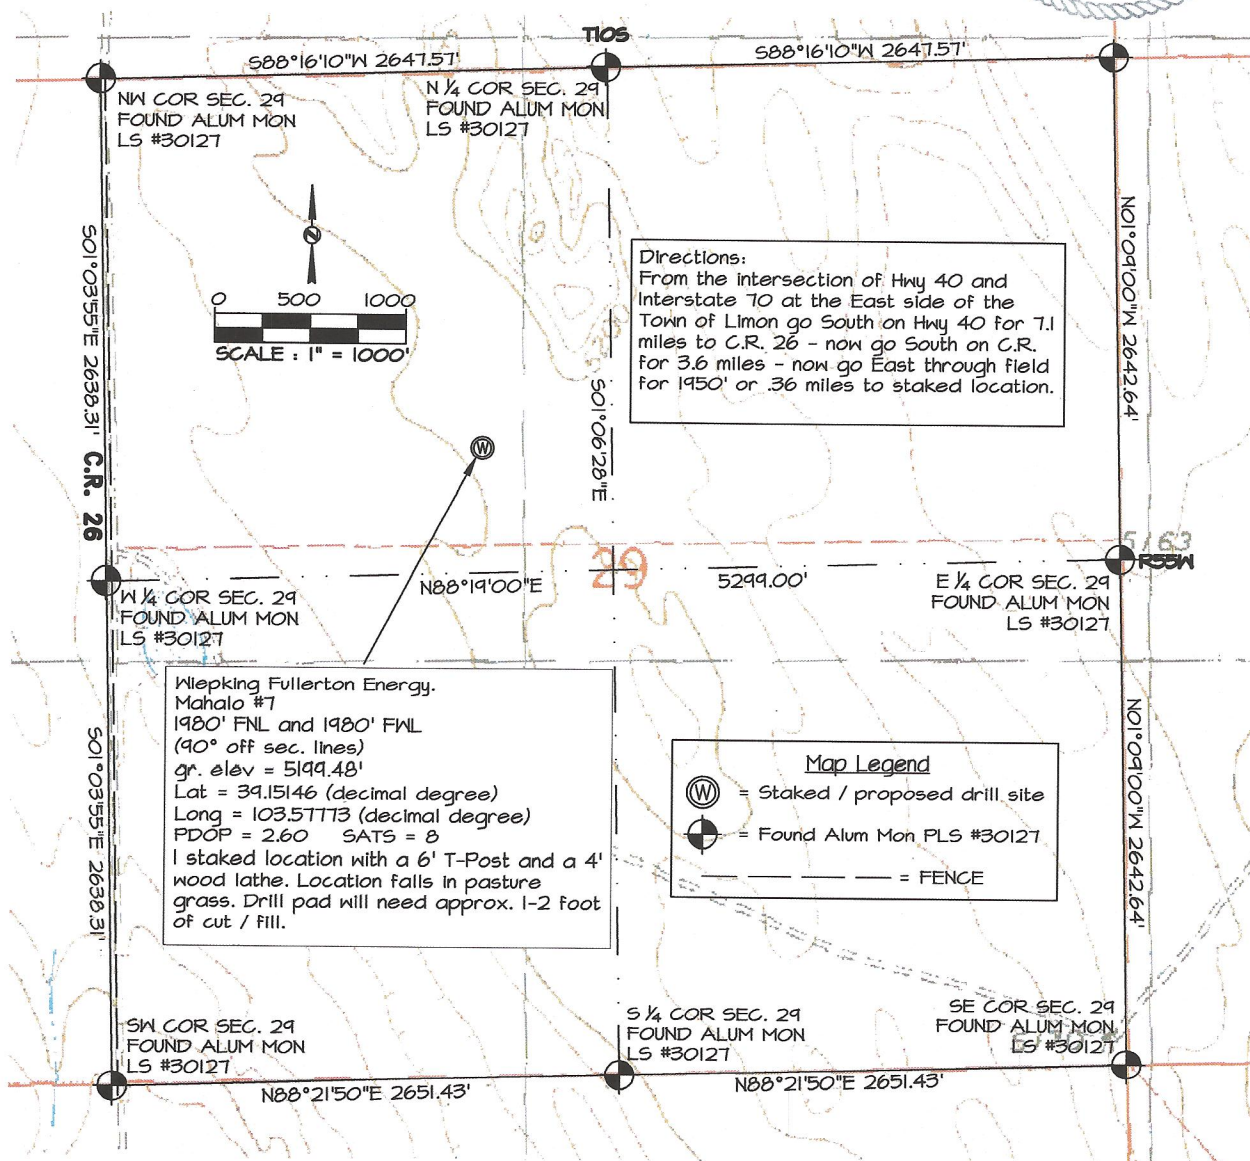 T10S
S88°16'10"W 2647.57'
S88°16'10"W 2647.57'
NW COR SEC. 29
FOUND ALUM MON
LS #30127
N 1/4 COR SEC. 29
FOUND ALUM MON
LS #30127
N
0 500 1000
SCALE : 1" = 1000'
S01°03'55"E 2638.31'
C.R. 26
Directions:
From the intersection of Hwy 40 and
Interstate 70 at the East side of the
Town of Limon go South on Hwy 40 for 7.1
miles to C.R. 26 - now go South on C.R.
for 3.6 miles - now go East through field
for 1950' or .36 miles to staked location.
N01°09'00"W 2642.64'
S01°06'28"E
W
29
5163
R55W
N88°19'00"E
5299.00'
W 1/4 COR SEC. 29
FOUND ALUM MON
LS #30127
E 1/4 COR SEC. 29
FOUND ALUM MON
LS #30127
Wiepking Fullerton Energy.
Mahalo #7
1980' FNL and 1980' FWL
(90° off sec. lines)
gr. elev = 5199.48'
Lat = 39.15146 (decimal degree)
Long = 103.57773 (decimal degree)
PDOP = 2.60 SATS = 8
I staked location with a 6' T-Post and a 4'
wood lathe. Location falls in pasture
grass. Drill pad will need approx. 1-2 foot
of cut / fill.
S01°03'55"E 2638.31'
Map Legend
W = Staked / proposed drill site
= Found Alum Mon PLS #30127
= FENCE
N01°09'00"W 2642.64'
SW COR SEC. 29
FOUND ALUM MON
LS #30127
S 1/4 COR SEC. 29
FOUND ALUM MON
LS #30127
SE COR SEC. 29
FOUND ALUM MON
LS #30127
N88°21'50"E 2651.43'
N88°21'50"E 2651.43'